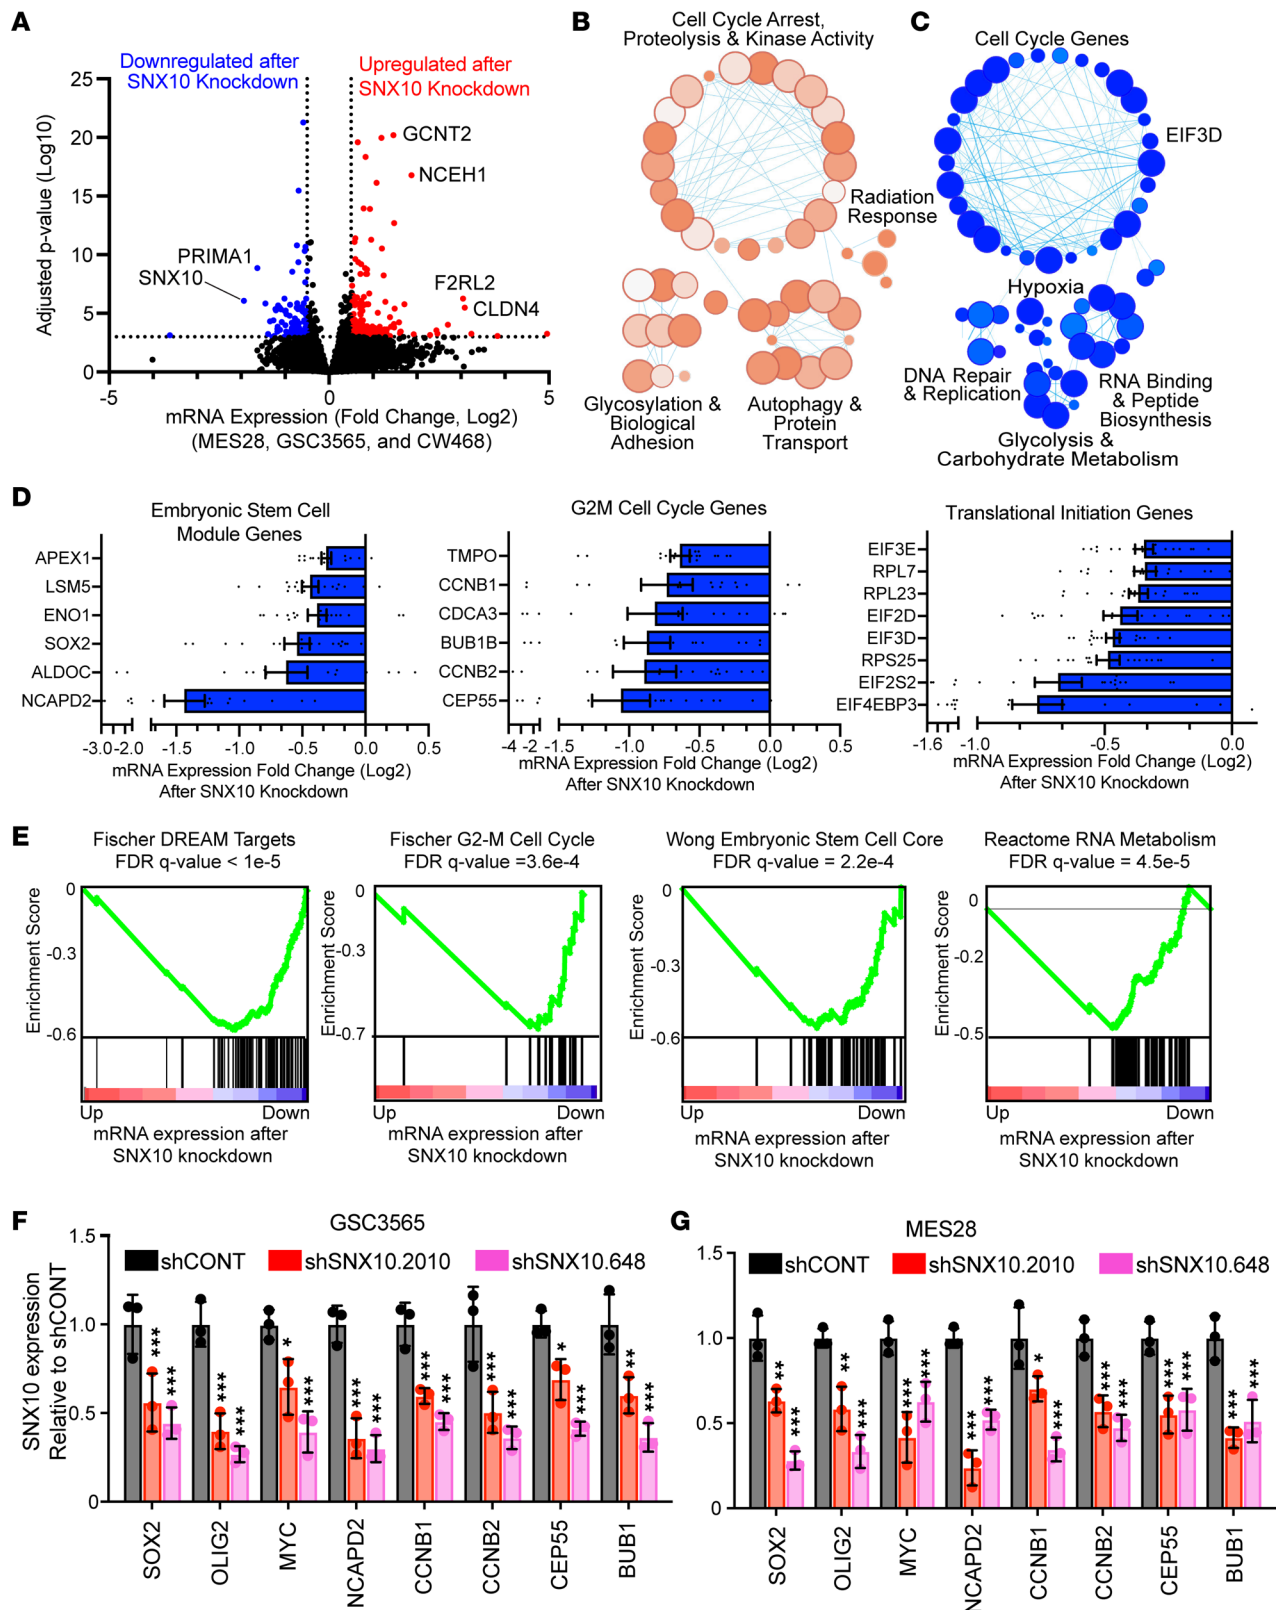 A
Downregulated after
SNX10 Knockdown
Upregulated after
SNX10 Knockdown
Adjusted p-value (Log10)
25
20
15
10
5
0
GCNT2
NCEH1
PRIMA1
SNX10
F2RL2
CLDN4
-5
0
5
mRNA Expression (Fold Change, Log2)
(MES28, GSC3565, and CW468)
B
Cell Cycle Arrest,
Proteolysis & Kinase Activity
Radiation
Response
Glycosylation &
Biological
Adhesion
Autophagy &
Protein
Transport
C
Cell Cycle Genes
EIF3D
Hypoxia
DNA Repair
& Replication
RNA Binding
& Peptide
Biosynthesis
Glycolysis &
Carbohydrate Metabolism
D
Embryonic Stem Cell
Module Genes
APEX1
LSM5
ENO1
SOX2
ALDOC
NCAPD2
-3.0 -2.0 -1.5 -1.0 -0.5 0.0 0.5
mRNA Expression Fold Change (Log2)
After SNX10 Knockdown
G2M Cell Cycle Genes
TMPO
CCNB1
CDCA3
BUB1B
CCNB2
CEP55
-4 -2 -1.5 -1.0 -0.5 0.0 0.5
mRNA Expression Fold Change (Log2)
After SNX10 Knockdown
Translational Initiation Genes
EIF3E
RPL7
RPL23
EIF2D
EIF3D
RPS25
EIF2S2
EIF4EBP3
-1.6 -1.0 -0.5 0.0
mRNA Expression Fold Change (Log2)
After SNX10 Knockdown
E
Fischer DREAM Targets
FDR q-value < 1e-5
Enrichment Score
0
-0.3
-0.6
Up Down
mRNA expression after
SNX10 knockdown
Fischer G2-M Cell Cycle
FDR q-value =3.6e-4
Enrichment Score
0
-0.3
-0.7
Up Down
mRNA expression after
SNX10 knockdown
Wong Embryonic Stem Cell Core
FDR q-value = 2.2e-4
Enrichment Score
0
-0.3
-0.6
Up Down
mRNA expression after
SNX10 knockdown
Reactome RNA Metabolism
FDR q-value = 4.5e-5
Enrichment Score
0
-0.2
-0.5
Up Down
mRNA expression after
SNX10 knockdown
F
GSC3565
SNX10 expression
Relative to shCONT
1.5
1.0
0.5
0
shCONT shSNX10.2010 shSNX10.648
*** *** *** *** * *** *** *** *** *** *** *** * *** ** ***
SOX2
OLIG2
MYC
NCAPD2
CCNB1
CCNB2
CEP55
BUB1
G
MES28
1.5
1.0
0.5
0
shCONT shSNX10.2010 shSNX10.648
** *** ** *** *** *** *** *** * *** *** *** *** *** *** ***
SOX2
OLIG2
MYC
NCAPD2
CCNB1
CCNB2
CEP55
BUB1